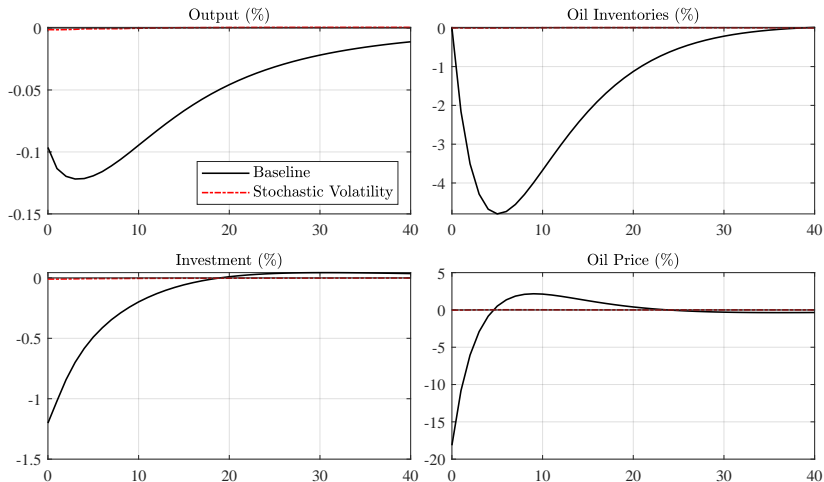 Output (%)
0
-0.05
-0.1
-0.15
0 10 20 30 40
Baseline
Stochastic Volatility
Oil Inventories (%)
0
-1
-2
-3
-4
0 10 20 30 40
Investment (%)
0
-0.5
-1
-1.5
0 10 20 30 40
Oil Price (%)
5
0
-5
-10
-15
-20
0 10 20 30 40